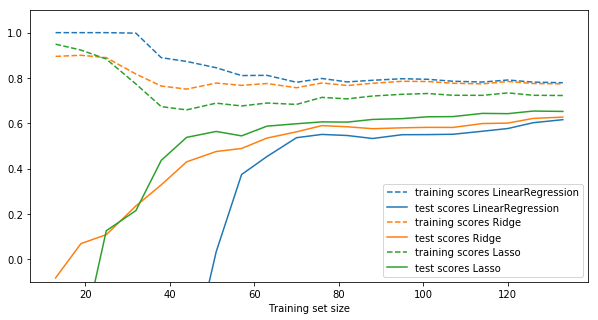 1.0
0.8
0.6
0.4
0.2
0.0
training scores LinearRegression
test scores LinearRegression
training scores Ridge
test scores Ridge
training scores Lasso
test scores Lasso
20 40 60 80 100 120
Training set size